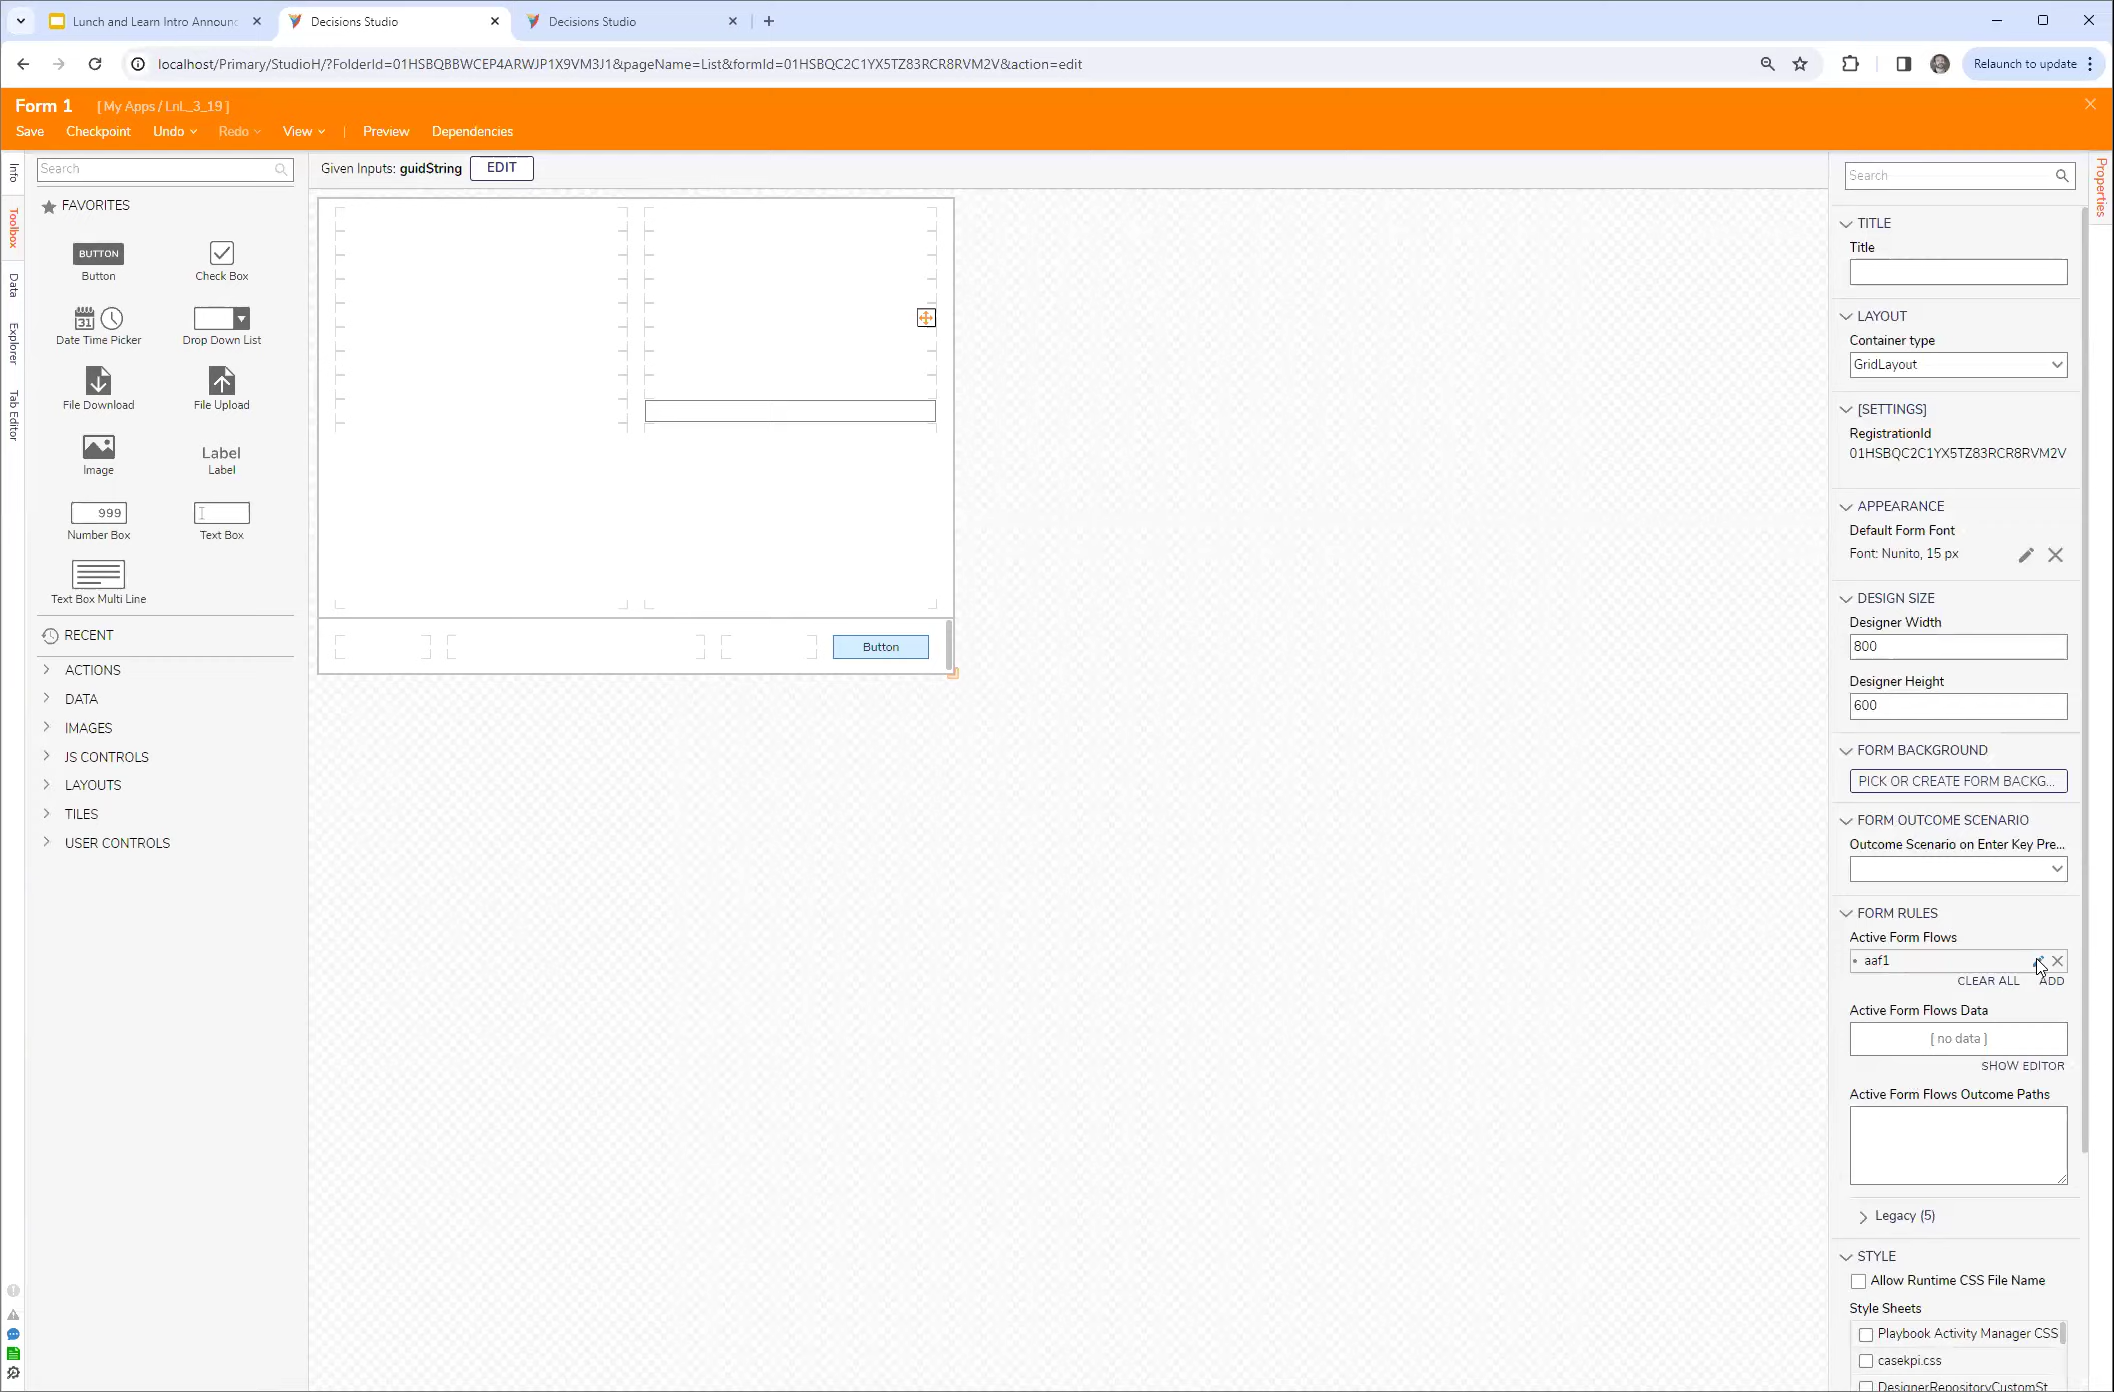 Lunch and Learn Intro Announc
Decisions Studio
Decisions Studio
localhost/Primary/StudioH/?FolderId=01HSBQBBWCEP4ARWJP1X9VM3J1&pageName=List&formId=01HSBQC2C1YX5TZ83RCR8RVM2V&action=edit
Relaunch to update
Form 1 [ My Apps / LnL_3_19 ]
Save Checkpoint Undo Redo View | Preview Dependencies
Info
Toolbox
Data
Explorer
Tab Editor
Search
FAVORITES
BUTTON
Button
Check Box
31
Date Time Picker
Drop Down List
File Download
File Upload
Image
Label
Label
999
Number Box
Text Box
Text Box Multi Line
RECENT
ACTIONS
DATA
IMAGES
JS CONTROLS
LAYOUTS
TILES
USER CONTROLS
Given Inputs: guidString EDIT
Button
Properties
Search
TITLE
Title
LAYOUT
Container type
GridLayout
[SETTINGS]
RegistrationId
01HSBQC2C1YX5TZ83RCR8RVM2V
APPEARANCE
Default Form Font
Font: Nunito, 15 px
DESIGN SIZE
Designer Width
800
Designer Height
600
FORM BACKGROUND
PICK OR CREATE FORM BACKG...
FORM OUTCOME SCENARIO
Outcome Scenario on Enter Key Pre...
FORM RULES
Active Form Flows
aaf1
CLEAR ALL ADD
Active Form Flows Data
[ no data ]
SHOW EDITOR
Active Form Flows Outcome Paths
Legacy (5)
STYLE
Allow Runtime CSS File Name
Style Sheets
Playbook Activity Manager CSS
casekpi.css
DesignerRepositoryCustomSt